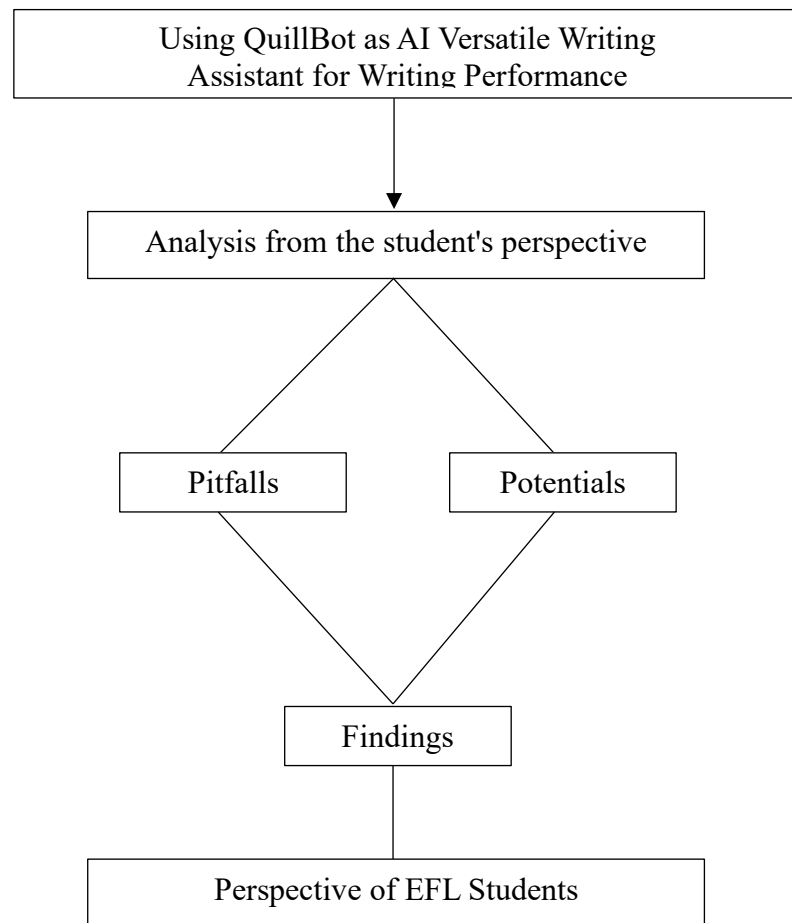 Using QuillBot as AI Versatile Writing
Assistant for Writing Performance
Analysis from the student's perspective
Pitfalls
Potentials
Findings
Perspective of EFL Students